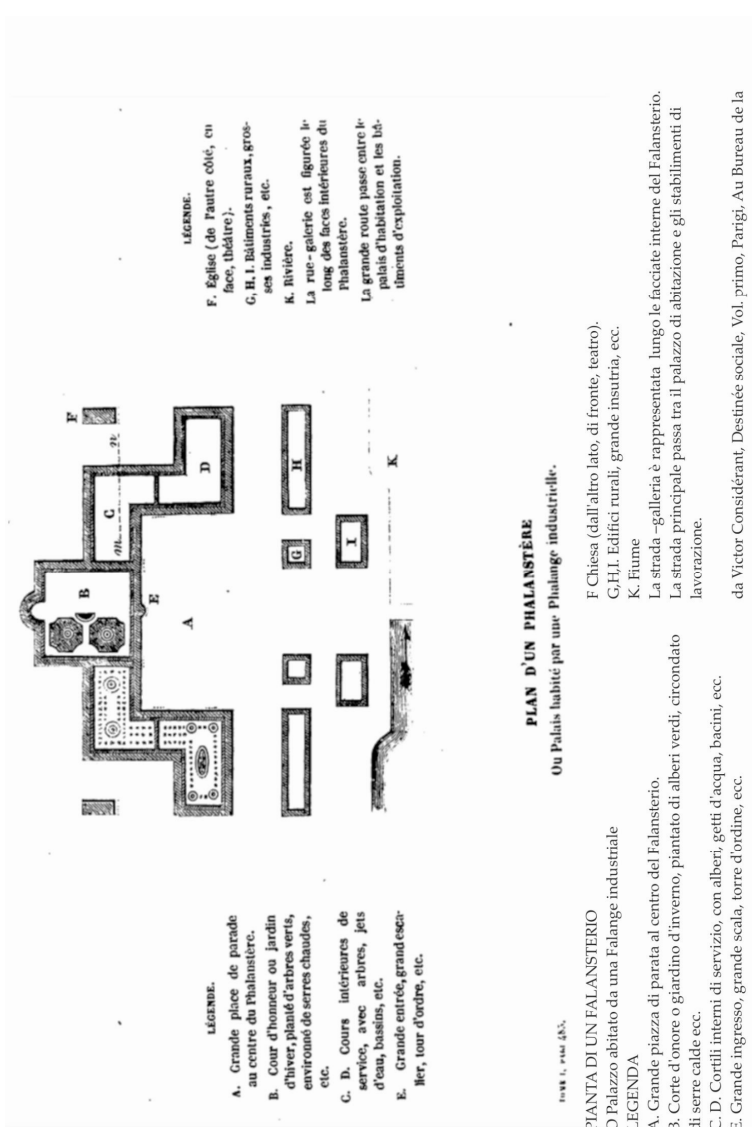 LÉGENDE.
A. Grande place de parade
au centre du Phalanstère.
B. Cour d'honneur ou jardin
d'hiver, planté d'arbres verts,
environné de serres chaudes,
etc.
C. D. Cours intérieures de
service, avec arbres, jets
d'eau, bassins, etc.
E. Grande entrée, grand esca-
lier, tour d'ordre, etc.
B
C
F
m
n
D
E
A
G
H
I
K
LÉGENDE.
F. Église (de l'autre côté, en
face, théâtre).
G, H, I. Bâtiments ruraux, gros-
ses industries, etc.
K. Rivière.
La rue-galerie est figurée le
long des faces intérieures du
Phalanstère.
La grande route passe entre le
palais d'habitation et les bâ-
timents d'exploitation.
PLAN D'UN PHALANSTÈRE
Ou Palais habité par une Phalange industrielle.
TOME I, PAGE 485.
PIANTA DI UN FALANSTERIO
O Palazzo abitato da una Falange industriale
LEGENDA
A. Grande piazza di parata al centro del Falansterio.
B. Corte d'onore o giardino d'inverno, piantato di alberi verdi, circondato
di serre calde ecc.
C. D. Cortili interni di servizio, con alberi, getti d'acqua, bacini, ecc.
E. Grande ingresso, grande scala, torre d'ordine, ecc.
F Chiesa (dall'altro lato, di fronte, teatro).
G,H,I. Edifici rurali, grande insutria, ecc.
K. Fiume
La strada –galleria è rappresentata lungo le facciate interne del Falansterio.
La strada principale passa tra il palazzo di abitazione e gli stabilimenti di
lavorazione.
da Victor Considérant, Destinée sociale, Vol. primo, Parigi, Au Bureau de la